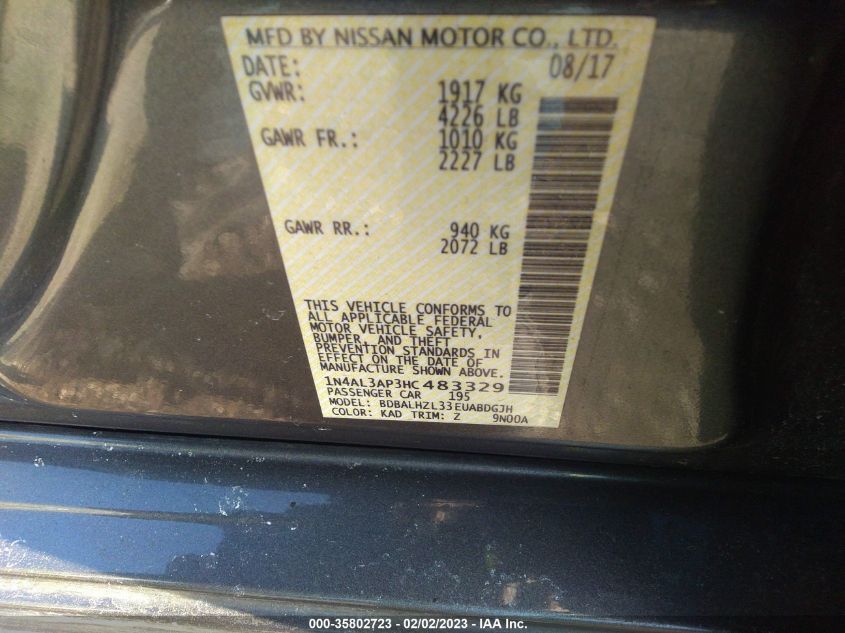 MFD BY NISSAN MOTOR CO., LTD.
DATE: 08/17
GVWR: 1917 KG
4226 LB
GAWR FR.: 1010 KG
2227 LB
GAWR RR.: 940 KG
2072 LB
THIS VEHICLE CONFORMS TO
ALL APPLICABLE FEDERAL
MOTOR VEHICLE SAFETY,
BUMPER, AND THEFT
PREVENTION STANDARDS IN
EFFECT ON THE DATE OF
MANUFACTURE SHOWN ABOVE.
1N4AL3AP3HC483329
PASSENGER CAR 195
MODEL: BDBALHZL33EUABDGJH
COLOR: KAD TRIM: Z 9N00A
000-35802723 - 02/02/2023 - IAA Inc.